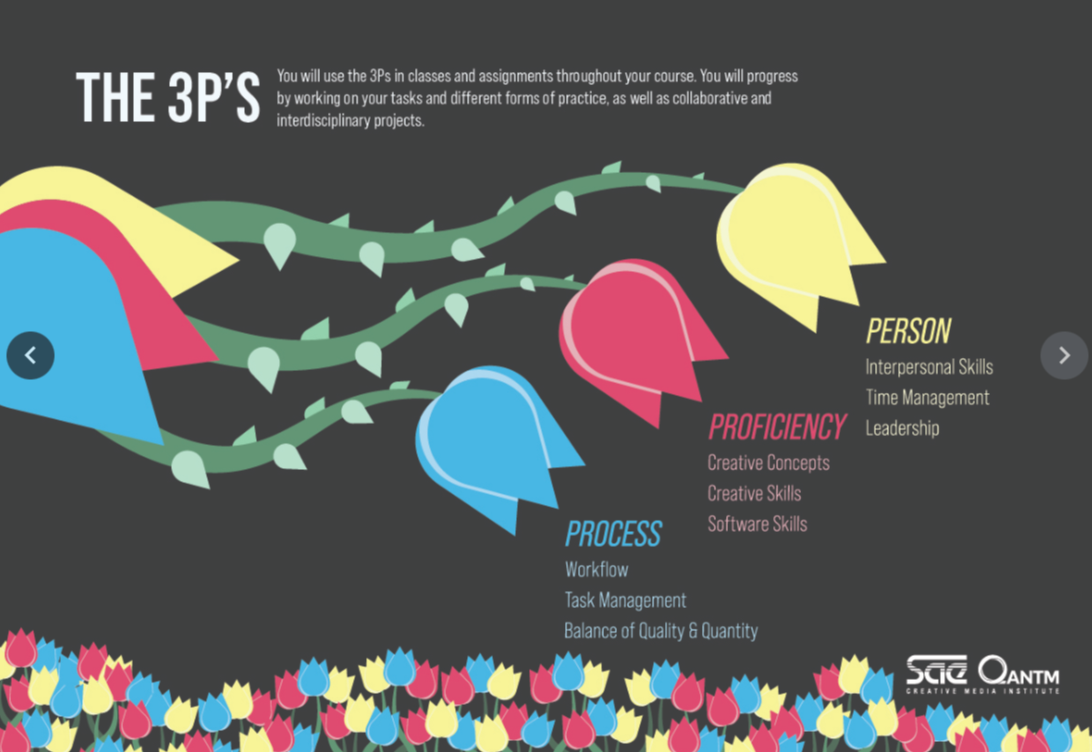 THE 3P'S
You will use the 3Ps in classes and assignments throughout your course. You will progress
by working on your tasks and different forms of practice, as well as collaborative and
interdisciplinary projects.
PERSON
Interpersonal Skills
Time Management
Leadership
PROFICIENCY
Creative Concepts
Creative Skills
Software Skills
PROCESS
Workflow
Task Management
Balance of Quality & Quantity
sae QANTM
CREATIVE MEDIA INSTITUTE